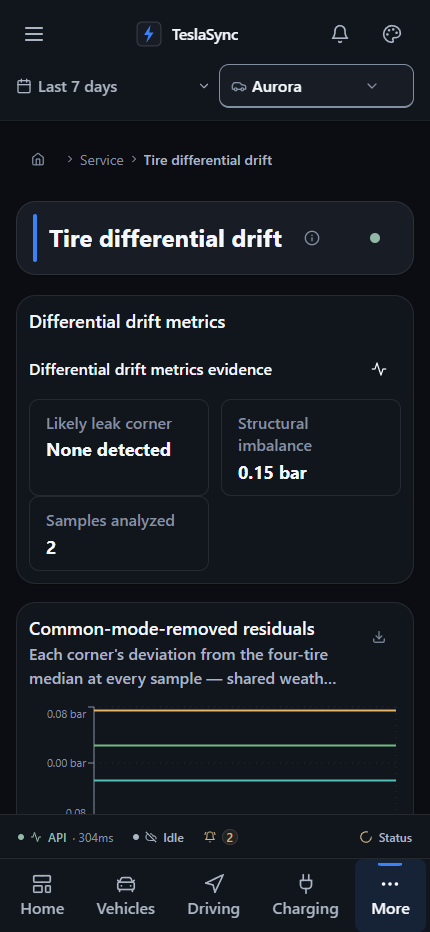 TeslaSync
Last 7 days
Aurora
Service
Tire differential drift
Tire differential drift
Differential drift metrics
Differential drift metrics evidence
Likely leak corner
None detected
Structural
imbalance
0.15 bar
Samples analyzed
2
Common-mode-removed residuals
Each corner's deviation from the four-tire
median at every sample — shared weath...
0.08 bar
0.00 bar
API · 304ms
Idle
2
Status
Home
Vehicles
Driving
Charging
More